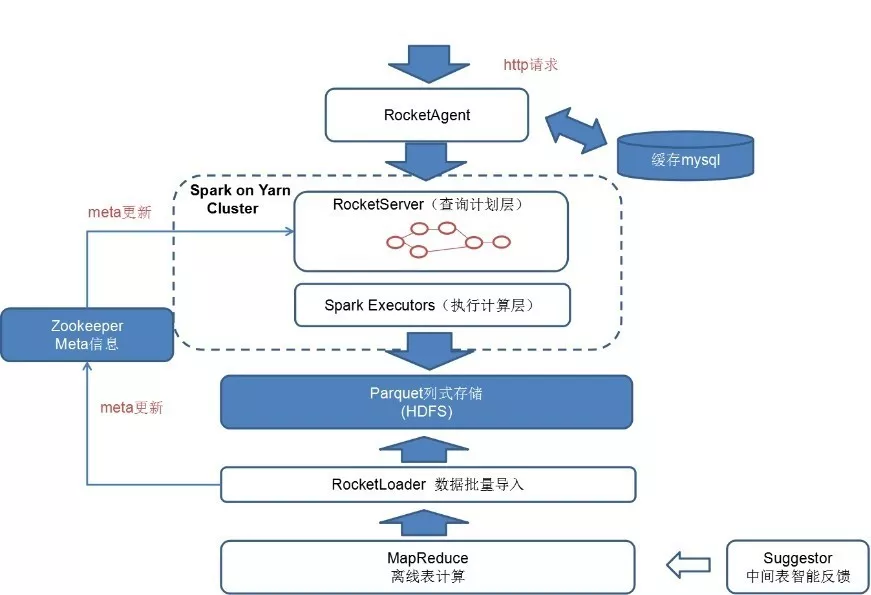 http请求
RocketAgent
缓存mysql
Spark on Yarn
Cluster
RocketServer（查询计划层）
meta更新
Spark Executors（执行计算层）
Zookeeper
Meta信息
Parquet列式存储
(HDFS)
meta更新
RocketLoader 数据批量导入
MapReduce
离线表计算
Suggestor
中间表智能反馈